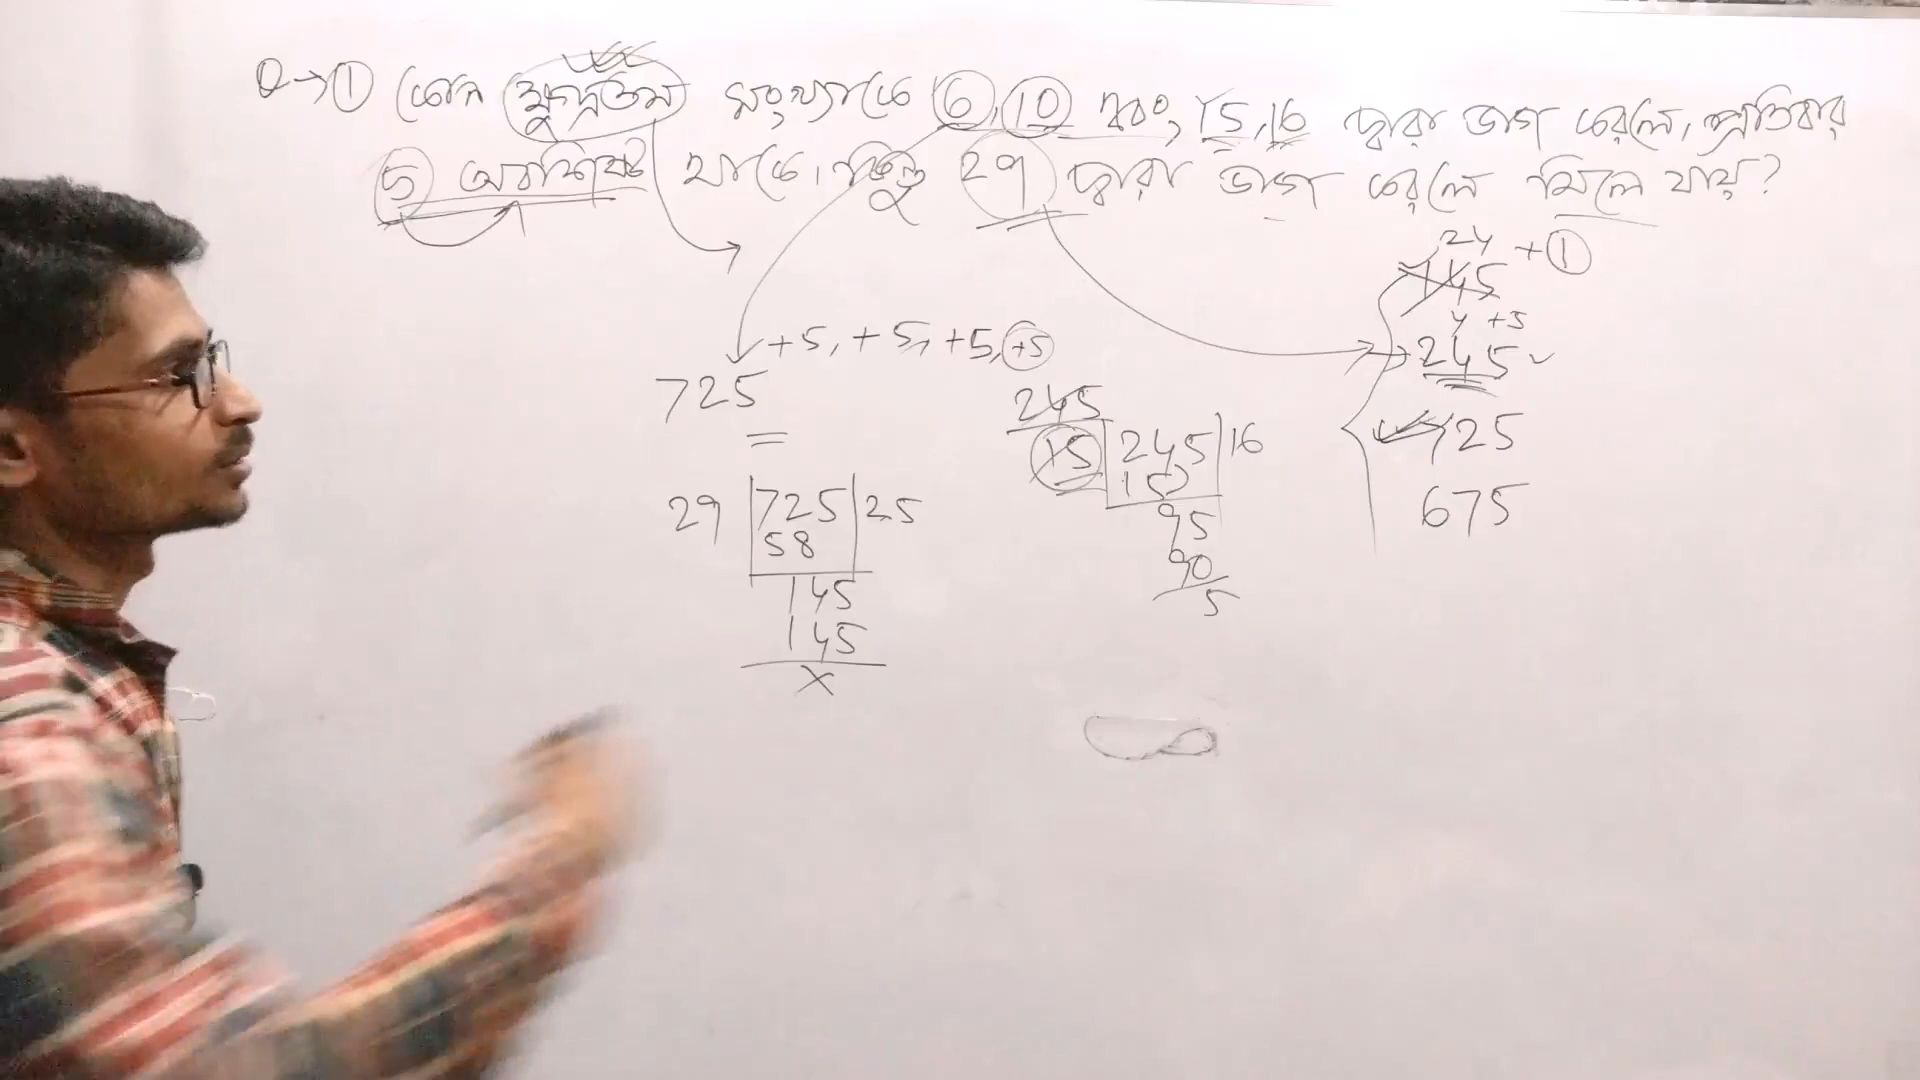 Q→① কোন ক্ষুদ্রতম সংখ্যাকে 6, 10 এবং, 15, 16 দ্বারা ভাগ করলে, প্রতিবার
5 অবশিষ্ট থাকে, কিন্তু 29 দ্বারা ভাগ করলে মিলে যায়?
24 + ①
145
4 +5
245
725
675
+5, + 5, +5, +5
725
=
29 725 25
58
145
145
x
245
15 245 16
15
95
90
5